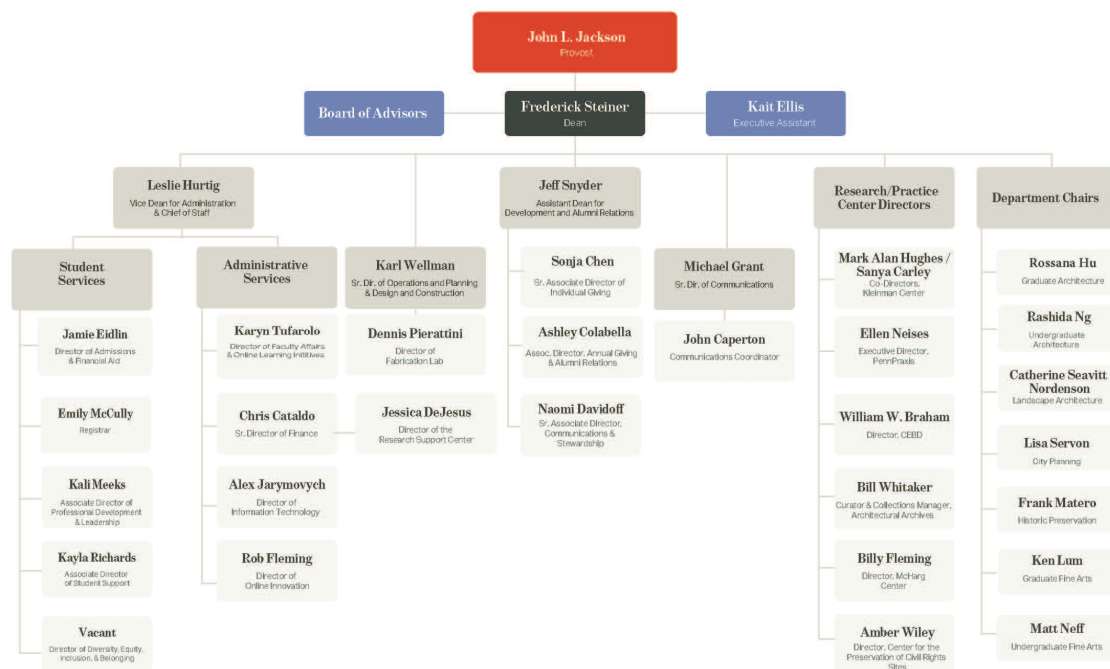 John L. Jackson
Provost
Board of Advisors
Frederick Steiner
Dean
Kait Ellis
Executive Assistant
Leslie Hurtig
Vice Dean for Administration
& Chief of Staff
Student
Services
Jamie Eidlin
Director of Admissions
& Financial Aid
Emily McCully
Registrar
Kali Meeks
Associate Director of
Professional Development
& Leadership
Kayla Richards
Associate Director
of Student Support
Vacant
Director of Diversity, Equity,
Inclusion, & Belonging
Administrative
Services
Karyn Tufarolo
Director of Faculty Affairs
& Online Learning Inititives
Chris Cataldo
Sr. Director of Finance
Alex Jarymovych
Director of
Information Technology
Rob Fleming
Director of
Online Innovation
Karl Wellman
Sr. Dir. of Operations and Planning
& Design and Construction
Dennis Pierattini
Director of
Fabrication Lab
Jessica DeJesus
Director of the
Research Support Center
Jeff Snyder
Assistant Dean for
Development and Alumni Relations
Sonja Chen
Sr. Associate Director of
Individual Giving
Ashley Colabella
Assoc. Director, Annual Giving
& Alumni Relations
Naomi Davidoff
Sr. Associate Director,
Communications &
Stewardship
Michael Grant
Sr. Dir. of Communications
John Caperton
Communications Coordinator
Research/Practice
Center Directors
Mark Alan Hughes /
Sanya Carley
Co-Directors,
Kleinman Center
Ellen Neises
Executive Director,
PennPraxis
William W. Braham
Director, CEBD
Bill Whitaker
Curator & Collections Manager,
Architectural Archives
Billy Fleming
Director, McHarg
Center
Amber Wiley
Director, Center for the
Preservation of Civil Rights
Sites
Department Chairs
Rossana Hu
Graduate Architecture
Rashida Ng
Undergraduate
Architecture
Catherine Seavitt
Nordenson
Landscape Architecture
Lisa Servon
City Planning
Frank Matero
Historic Preservation
Ken Lum
Graduate Fine Arts
Matt Neff
Undergraduate Fine Arts